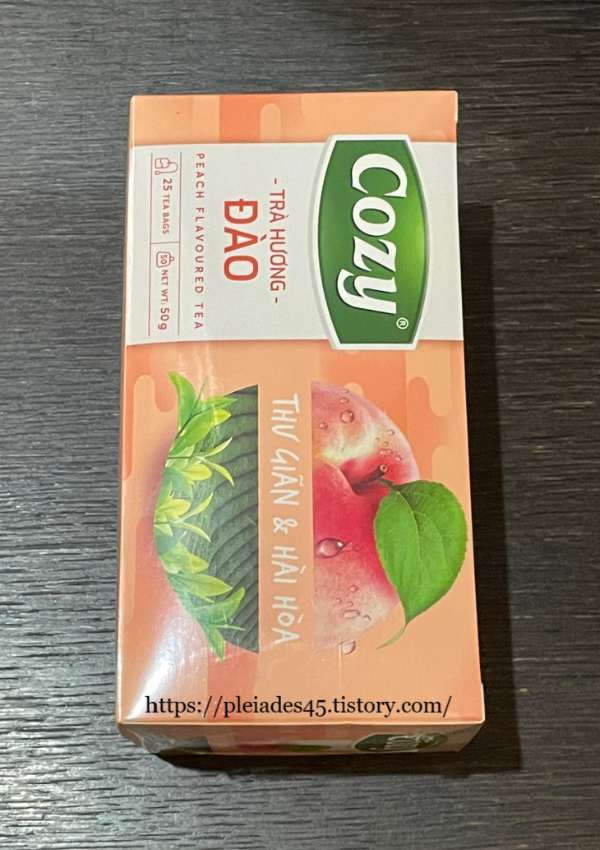 Cozy®
- TRÀ HƯƠNG -
ĐÀO
PEACH FLAVOURED TEA
25 TEA BAGS
50 NET WT: 50g
THƯ GIÃN & HÀI HÒA
https://pleiades45.tistory.com/